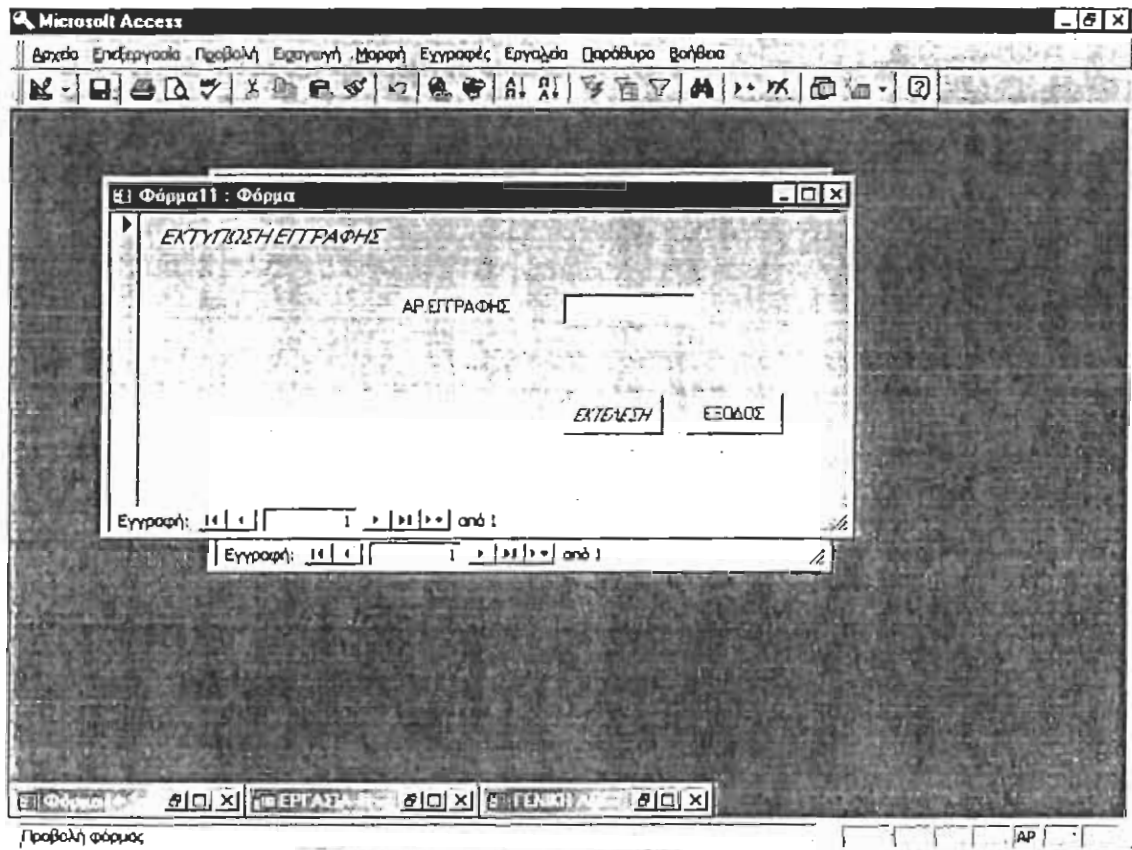 Microsoft Access
Αρχείο Επεξεργασία Προβολή Εισαγωγή Μορφή Εγγραφές Εργαλεία Παράθυρο Βοήθεια
Φόρμα11 : Φόρμα
ΕΚΤΥΠΩΣΗ ΕΓΓΡΑΦΗΣ
ΑΡ.ΕΓΓΡΑΦΗΣ
ΕΚΤΕΛΕΣΗ ΕΞΟΔΟΣ
Εγγραφή: 1 από 1
Εγγραφή: 1 από 1
Φόρμα ΕΡΓΑΣΙΑ ΓΕΝΙΚΗ
Προβολή φόρμας ΑΡ